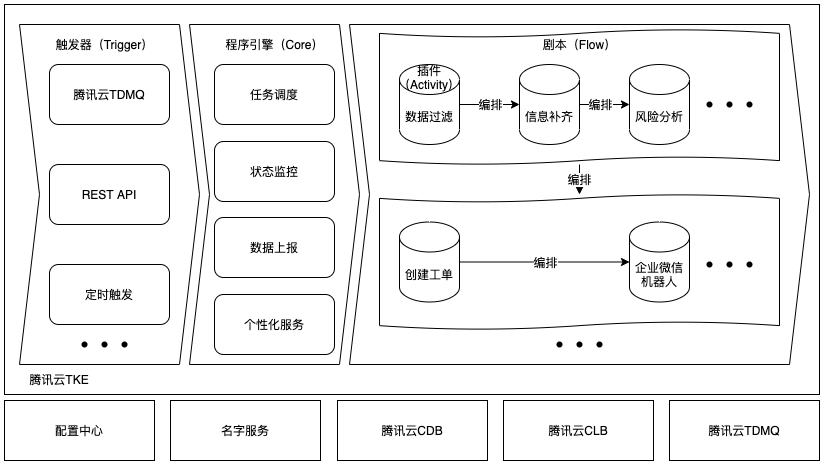 触发器（Trigger）
腾讯云TDMQ
REST API
定时触发
程序引擎（Core）
任务调度
状态监控
数据上报
个性化服务
剧本（Flow）
插件
（Activity）
数据过滤
编排
信息补齐
编排
风险分析
编排
创建工单
编排
企业微信
机器人
腾讯云TKE
配置中心
名字服务
腾讯云CDB
腾讯云CLB
腾讯云TDMQ